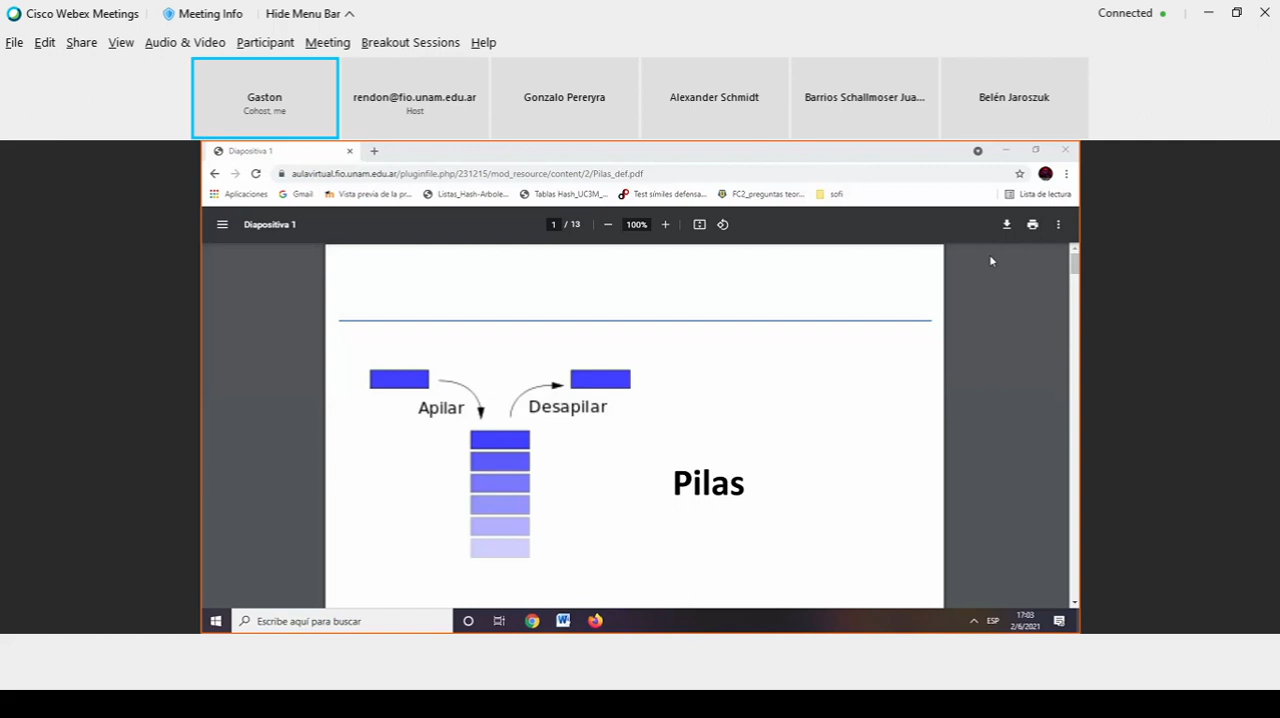 Cisco Webex Meetings Meeting Info Hide Menu Bar Connected
File Edit Share View Audio & Video Participant Meeting Breakout Sessions Help
Gaston
Cohost, me
rendon@fio.unam.edu.ar
Host
Gonzalo Pereryra
Alexander Schmidt
Barrios Schallmoser Jua...
Belén Jaroszuk
Diapositiva 1
aulavirtual.fio.unam.edu.ar/pluginfile.php/231215/mod_resource/content/2/Pilas_def.pdf
Aplicaciones Gmail Vista previa de la pr... Listas_Hash-Arbole... Tablas Hash_UC3M_... Test símiles defensa... FC2_preguntas teor... sofi Lista de lectura
Diapositiva 1 1 / 13 100%
Apilar Desapilar
Pilas
Escribe aquí para buscar ESP 17:03
2/6/2021